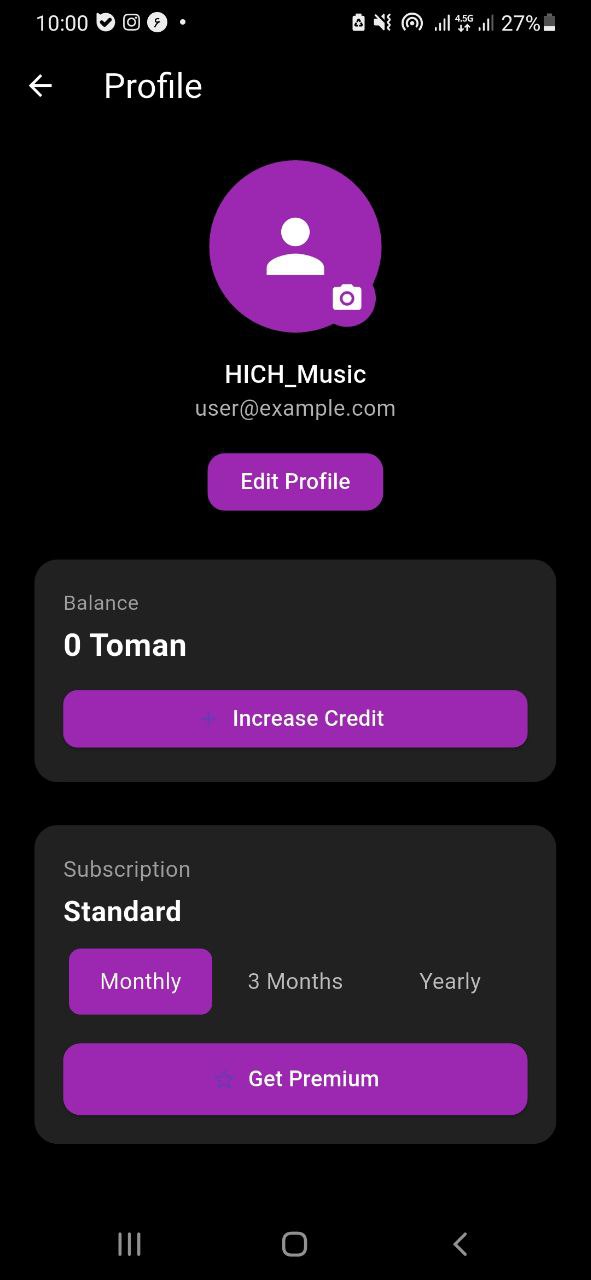 10:00 4.5G 27%
Profile
HICH_Music
user@example.com
Edit Profile
Balance
0 Toman
Increase Credit
Subscription
Standard
Monthly 3 Months Yearly
Get Premium